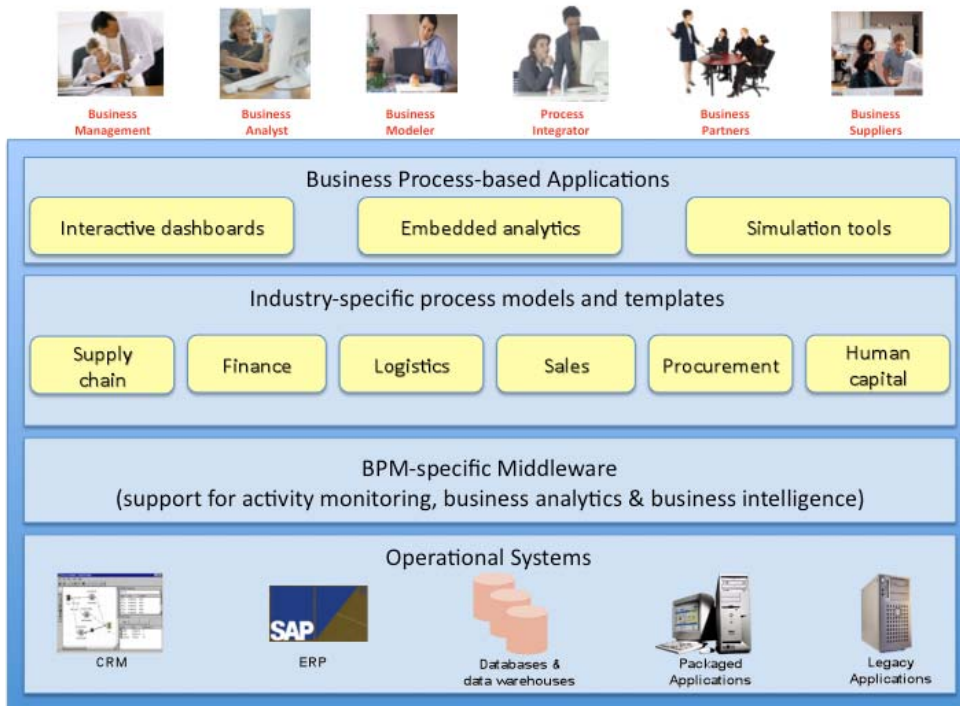 Business
Management
Business
Analyst
Business
Modeler
Process
Integrator
Business
Partners
Business
Suppliers
Business Process-based Applications
Interactive dashboards
Embedded analytics
Simulation tools
Industry-specific process models and templates
Supply
chain
Finance
Logistics
Sales
Procurement
Human
capital
BPM-specific Middleware
(support for activity monitoring, business analytics & business intelligence)
Operational Systems
SAP
CRM
ERP
Databases &
data warehouses
Packaged
Applications
Legacy
Applications